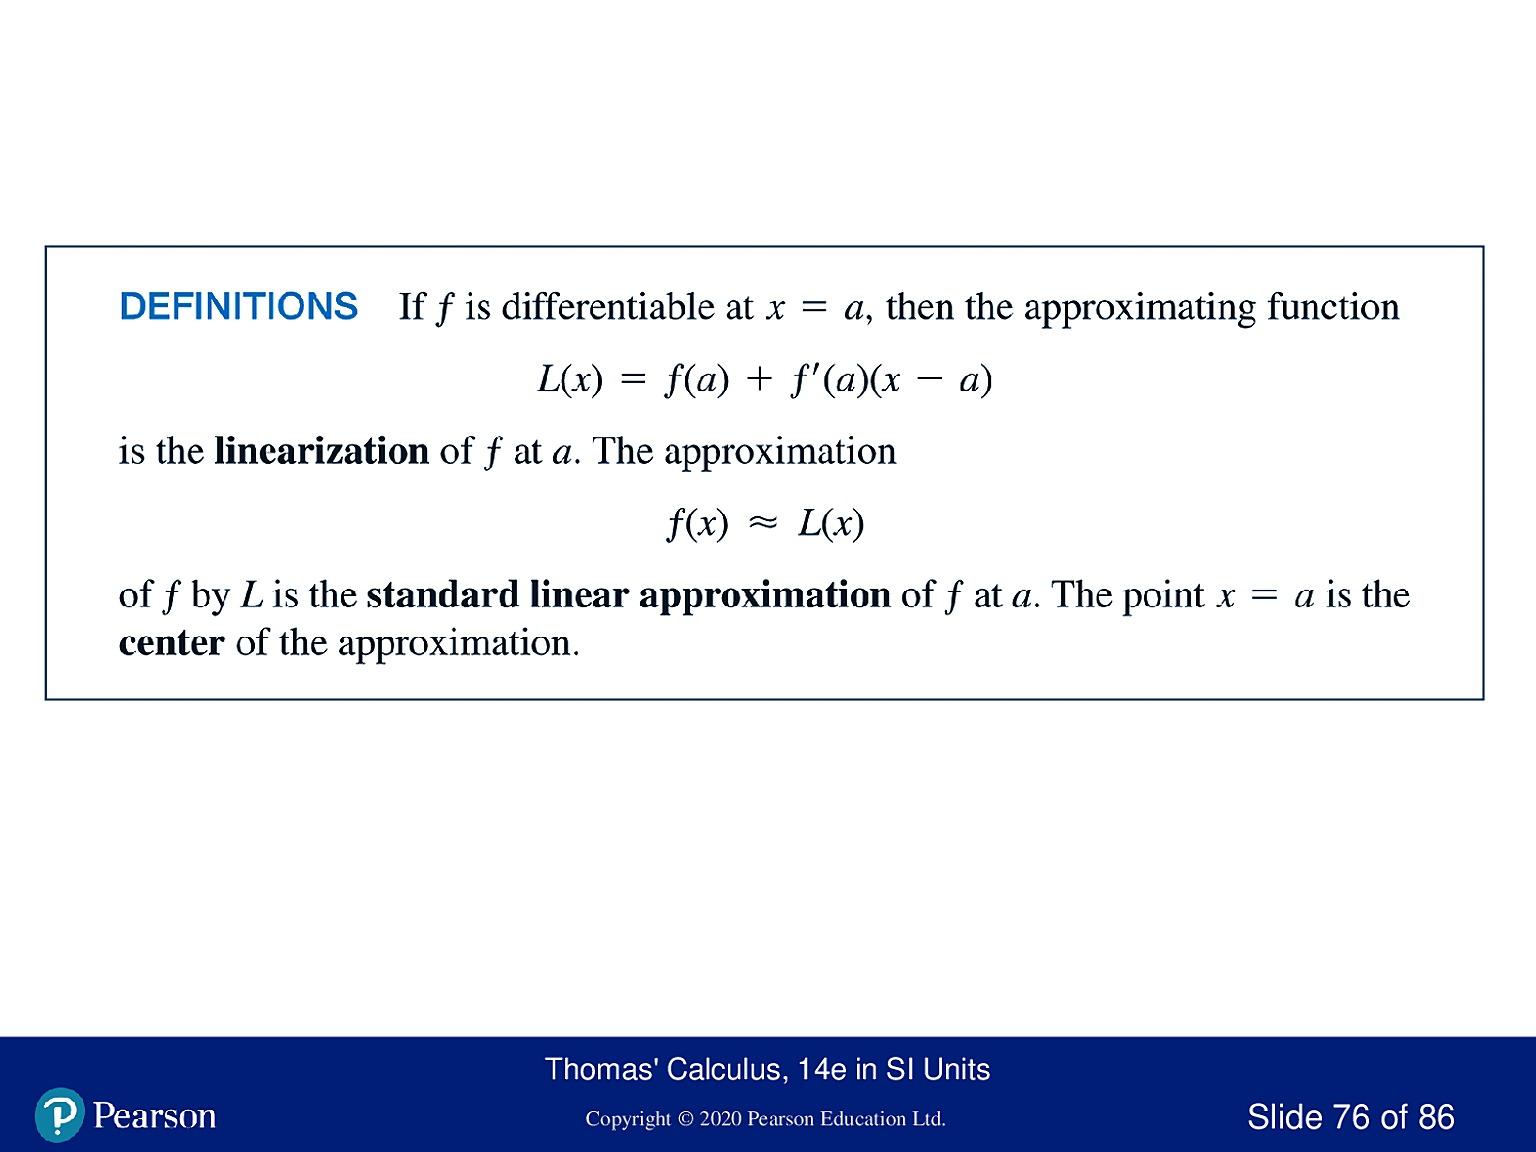 DEFINITIONS If f is differentiable at x = a, then the approximating function
L(x) = f(a) + f′(a)(x − a)
is the linearization of f at a. The approximation
f(x) ≈ L(x)
of f by L is the standard linear approximation of f at a. The point x = a is the
center of the approximation.
Thomas' Calculus, 14e in SI Units
Pearson
Copyright © 2020 Pearson Education Ltd.
Slide 76 of 86